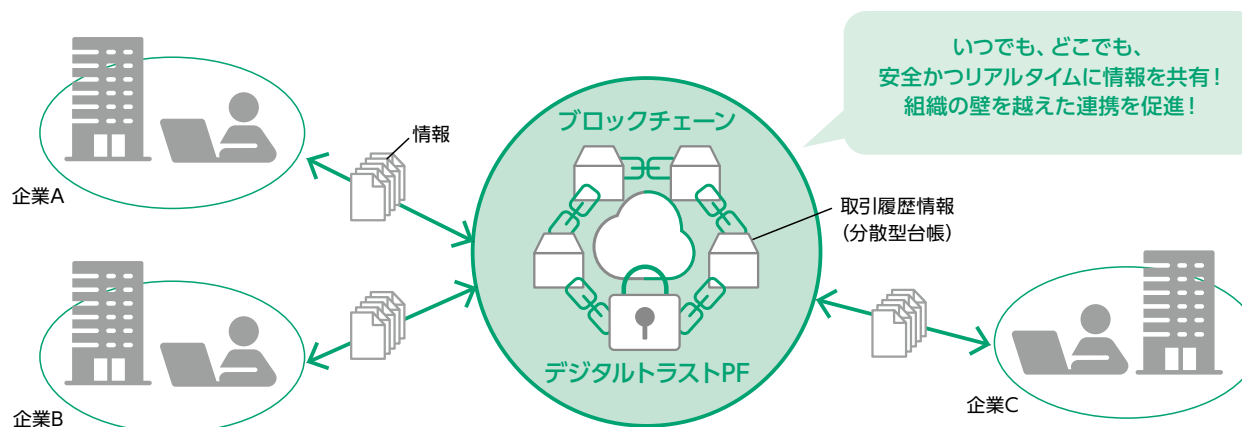 いつでも、どこでも、
安全かつリアルタイムに情報を共有!
組織の壁を越えた連携を促進!
ブロックチェーン
情報
企業A
取引履歴情報
(分散型台帳)
デジタルトラストPF
企業B
企業C